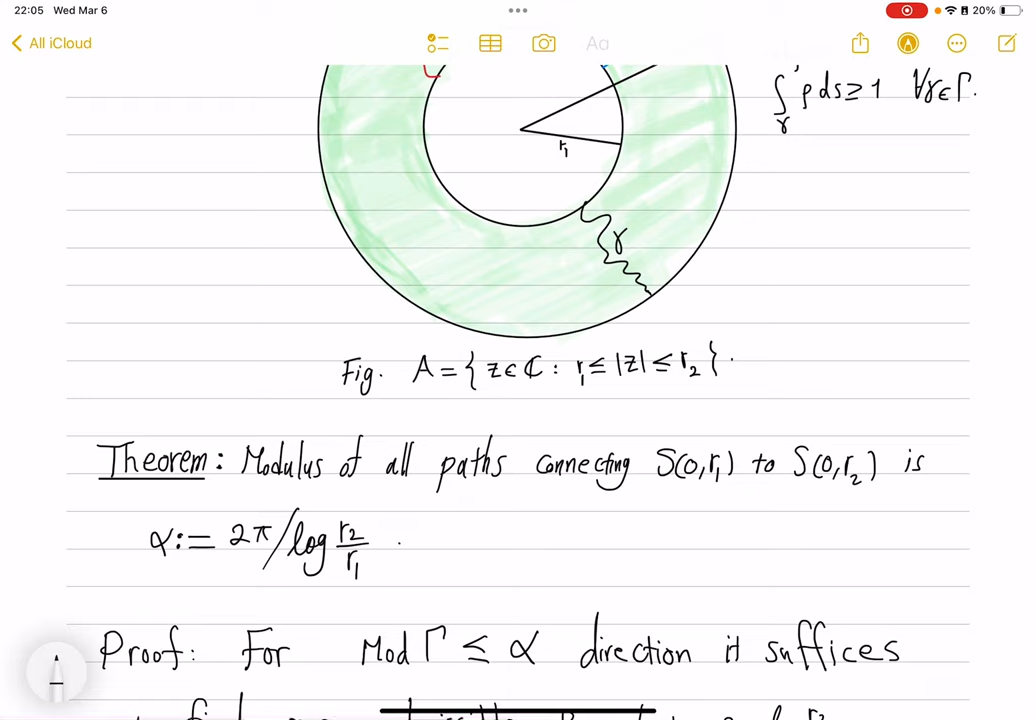 22:05 Wed Mar 6
20%
All iCloud
Aa
∫_γ ρ ds ≥ 1 ∀γ∈Γ.
r₁
γ
Fig. A = { z∈ℂ : r₁ ≤ |z| ≤ r₂ }.
Theorem: Modulus of all paths connecting S(0,r₁) to S(0,r₂) is
α := 2π/log r₂/r₁ .
Proof: For Mod Γ ≤ α direction it suffices